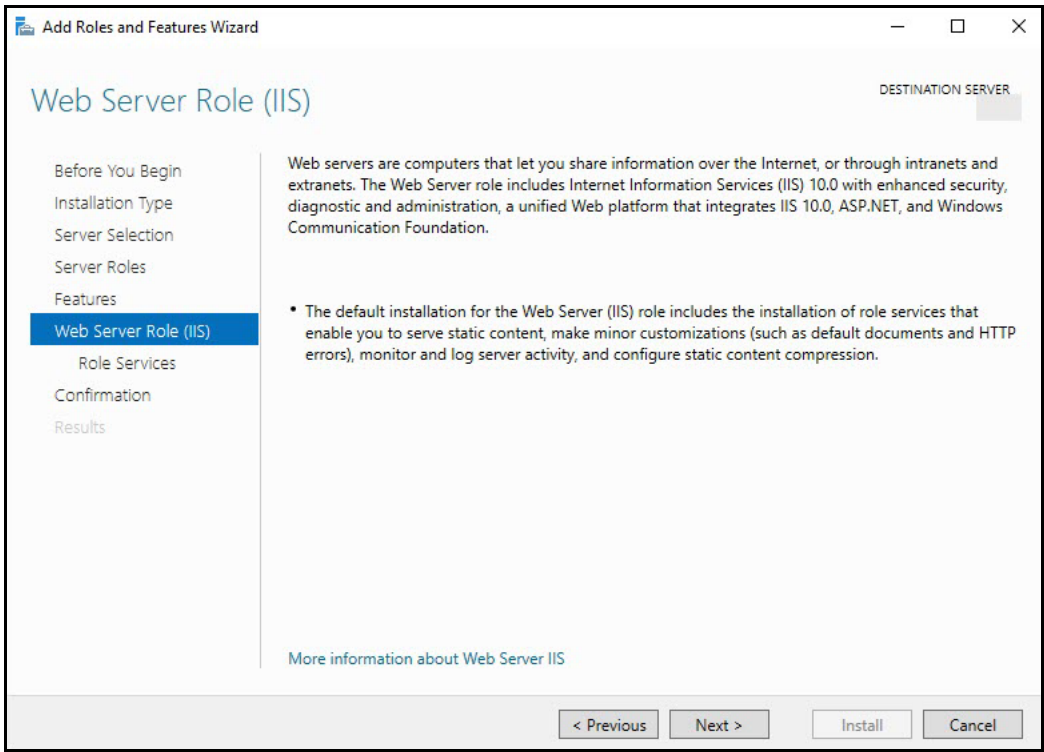 Add Roles and Features Wizard
Web Server Role (IIS)
DESTINATION SERVER
Before You Begin
Installation Type
Server Selection
Server Roles
Features
Web Server Role (IIS)
Role Services
Confirmation
Results
Web servers are computers that let you share information over the Internet, or through intranets and
extranets. The Web Server role includes Internet Information Services (IIS) 10.0 with enhanced security,
diagnostic and administration, a unified Web platform that integrates IIS 10.0, ASP.NET, and Windows
Communication Foundation.
• The default installation for the Web Server (IIS) role includes the installation of role services that
enable you to serve static content, make minor customizations (such as default documents and HTTP
errors), monitor and log server activity, and configure static content compression.
More information about Web Server IIS
< Previous
Next >
Install
Cancel